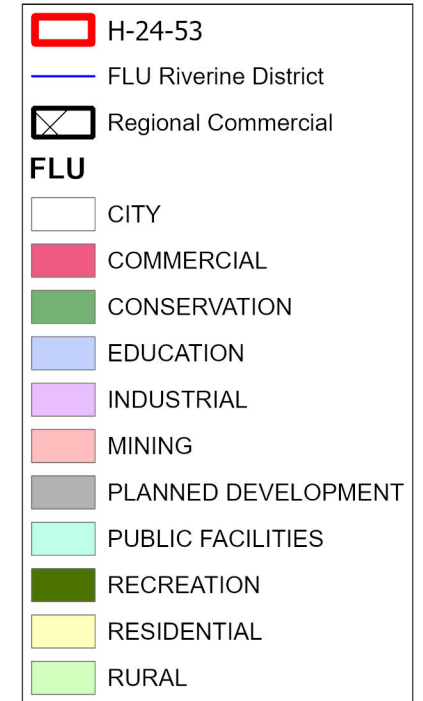 H-24-53
FLU Riverine District
Regional Commercial
FLU
CITY
COMMERCIAL
CONSERVATION
EDUCATION
INDUSTRIAL
MINING
PLANNED DEVELOPMENT
PUBLIC FACILITIES
RECREATION
RESIDENTIAL
RURAL